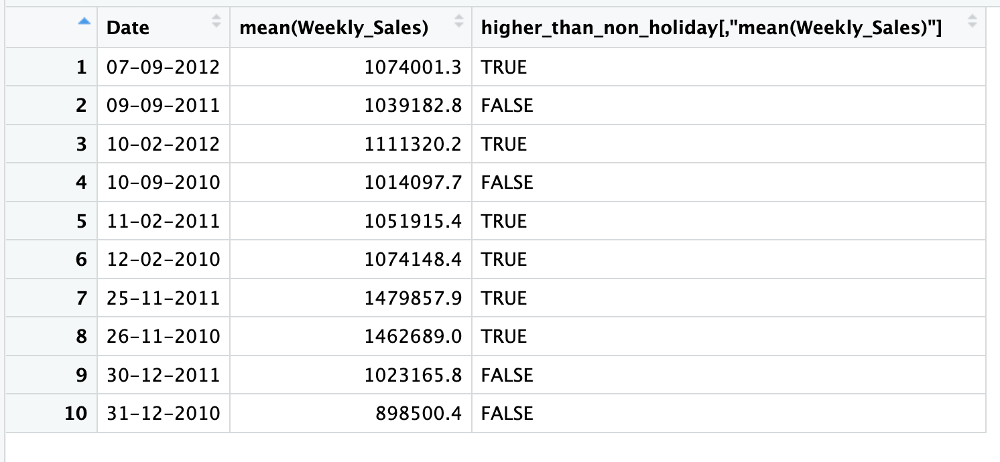 Date mean(Weekly_Sales) higher_than_non_holiday[,"mean(Weekly_Sales)"]
1 07-09-2012 1074001.3 TRUE
2 09-09-2011 1039182.8 FALSE
3 10-02-2012 1111320.2 TRUE
4 10-09-2010 1014097.7 FALSE
5 11-02-2011 1051915.4 TRUE
6 12-02-2010 1074148.4 TRUE
7 25-11-2011 1479857.9 TRUE
8 26-11-2010 1462689.0 TRUE
9 30-12-2011 1023165.8 FALSE
10 31-12-2010 898500.4 FALSE